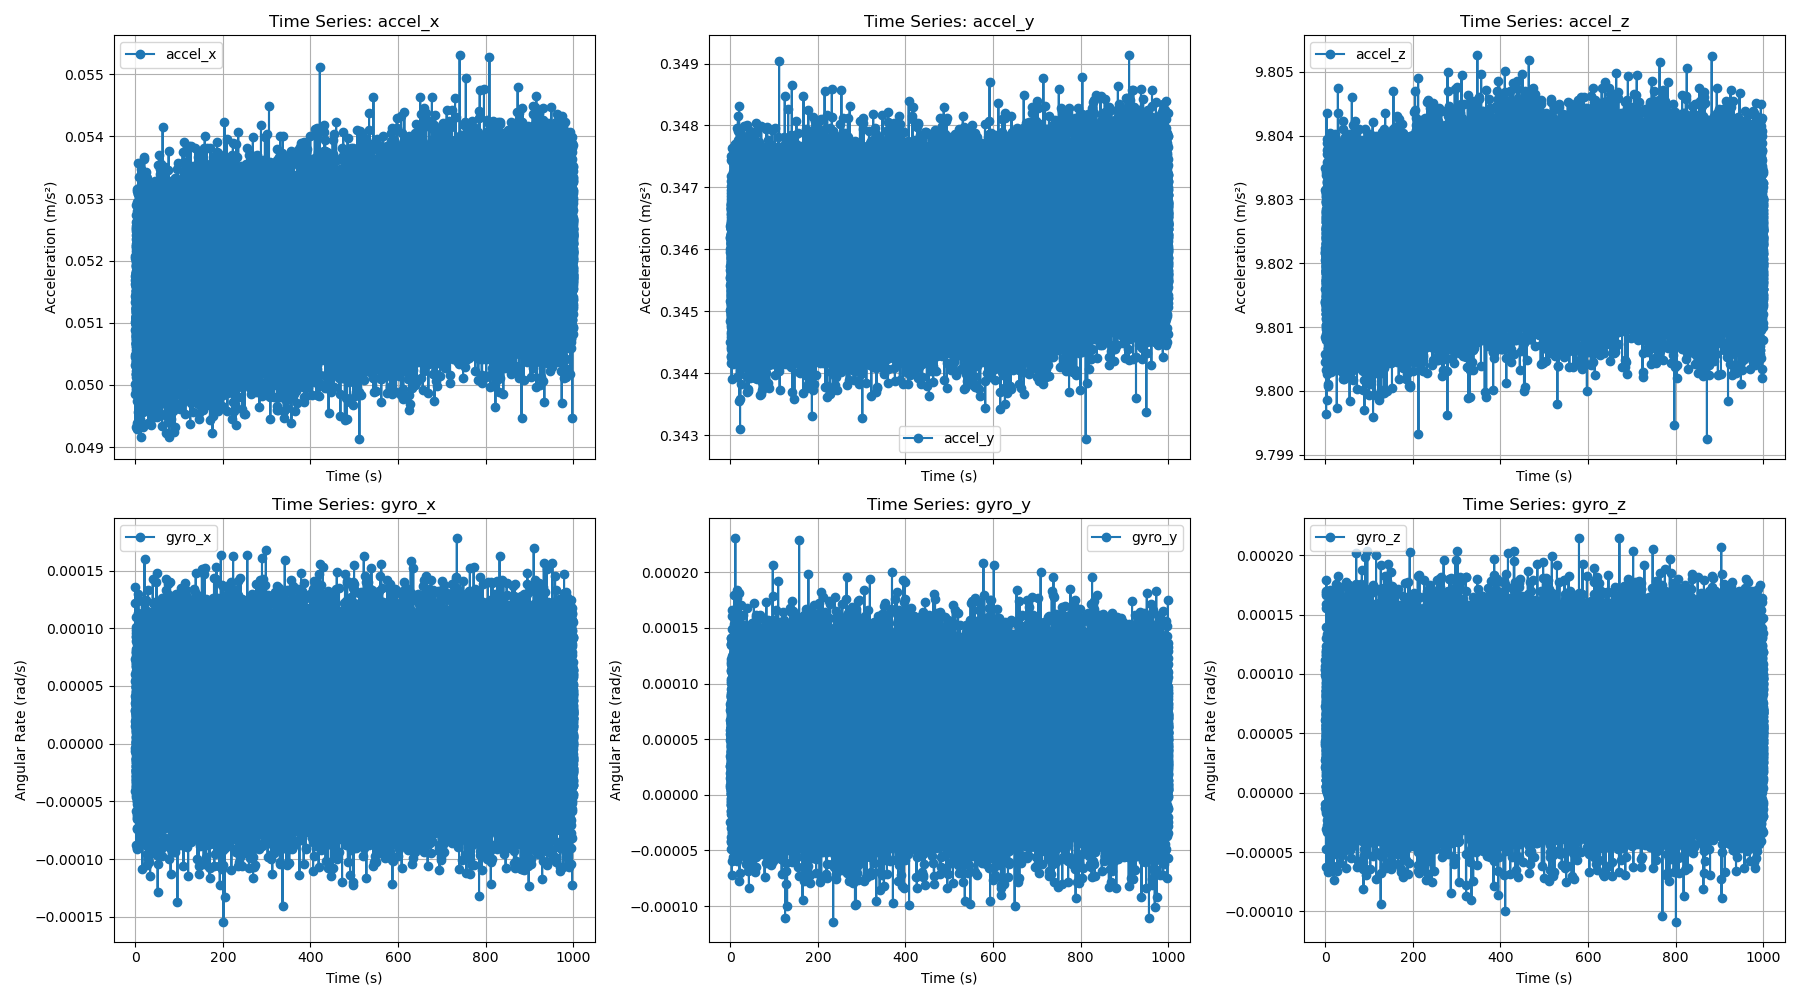 Time Series: accel_x
accel_x
Acceleration (m/s²)
0.055
0.054
0.053
0.052
0.051
0.050
0.049
Time (s)
Time Series: accel_y
accel_y
Acceleration (m/s²)
0.349
0.348
0.347
0.346
0.345
0.344
0.343
Time (s)
Time Series: accel_z
accel_z
Acceleration (m/s²)
9.805
9.804
9.803
9.802
9.801
9.800
9.799
Time (s)
Time Series: gyro_x
gyro_x
Angular Rate (rad/s)
0.00015
0.00010
0.00005
0.00000
−0.00005
−0.00010
−0.00015
0 200 400 600 800 1000
Time (s)
Time Series: gyro_y
gyro_y
Angular Rate (rad/s)
0.00020
0.00015
0.00010
0.00005
0.00000
−0.00005
−0.00010
0 200 400 600 800 1000
Time (s)
Time Series: gyro_z
gyro_z
Angular Rate (rad/s)
0.00020
0.00015
0.00010
0.00005
0.00000
−0.00005
−0.00010
0 200 400 600 800 1000
Time (s)